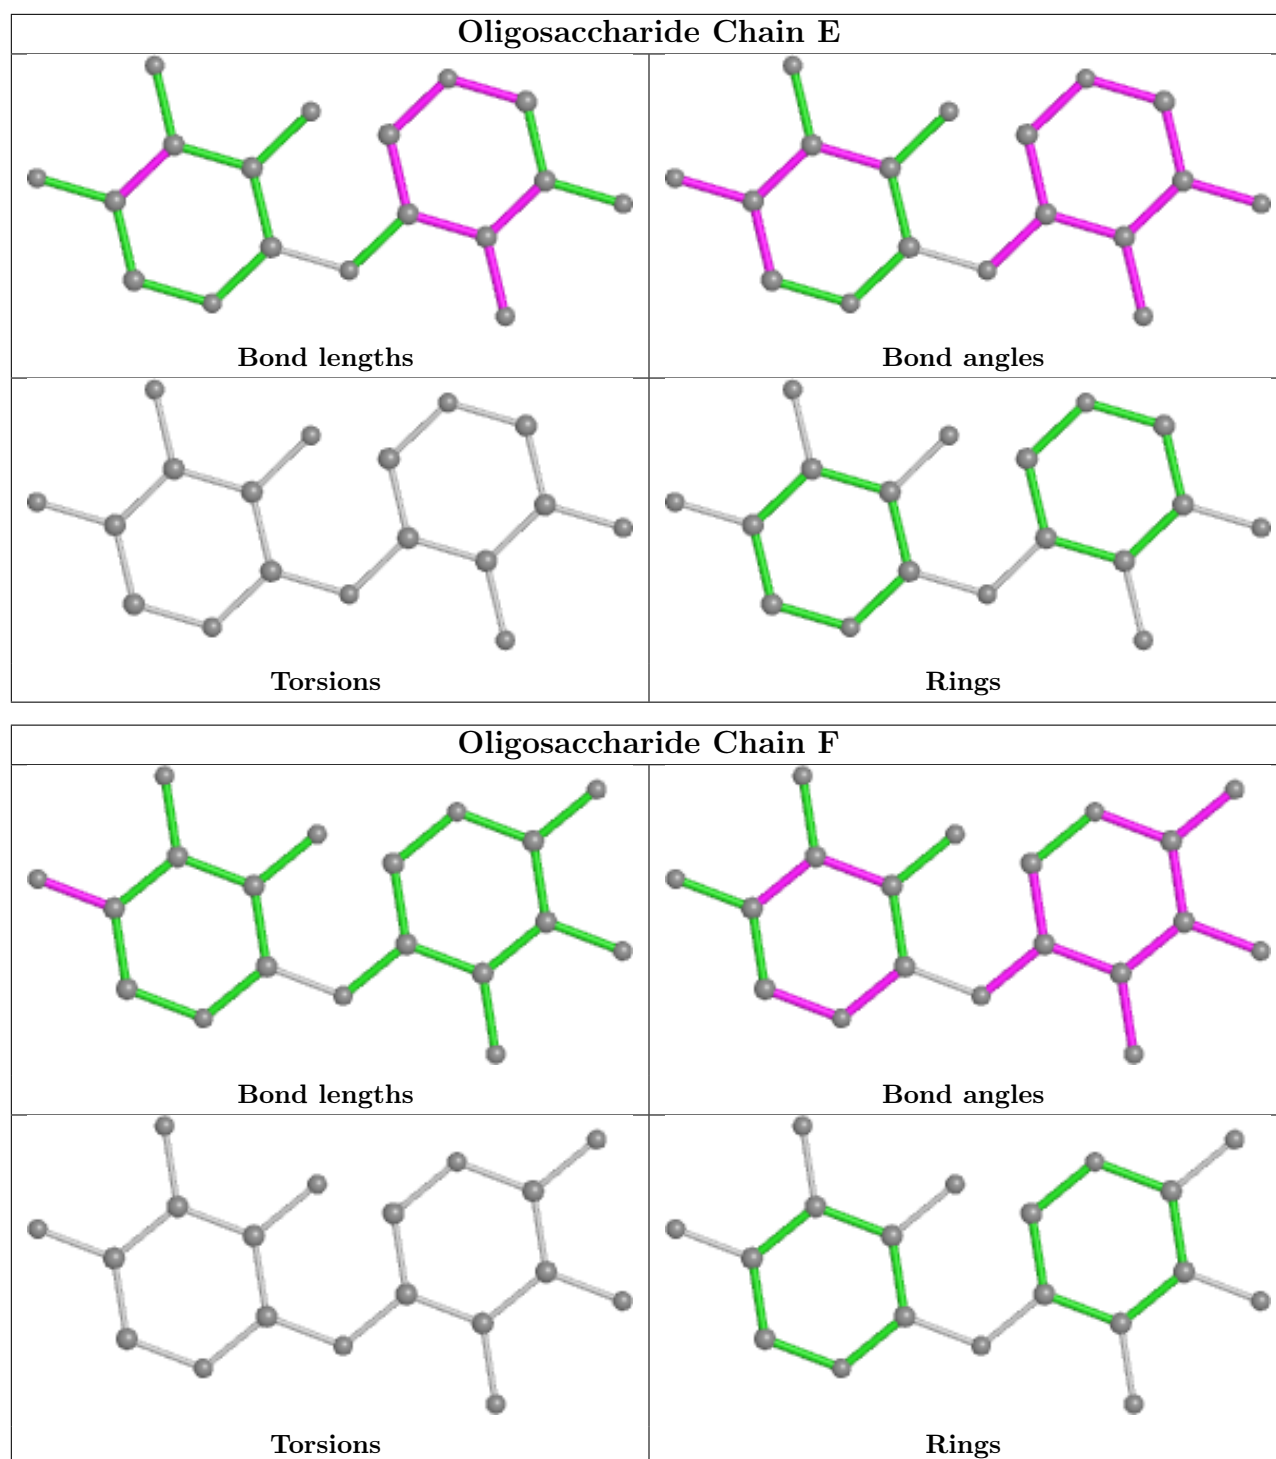 Oligosaccharide Chain E
Bond lengths
Bond angles
Torsions
Rings
Oligosaccharide Chain F
Bond lengths
Bond angles
Torsions
Rings